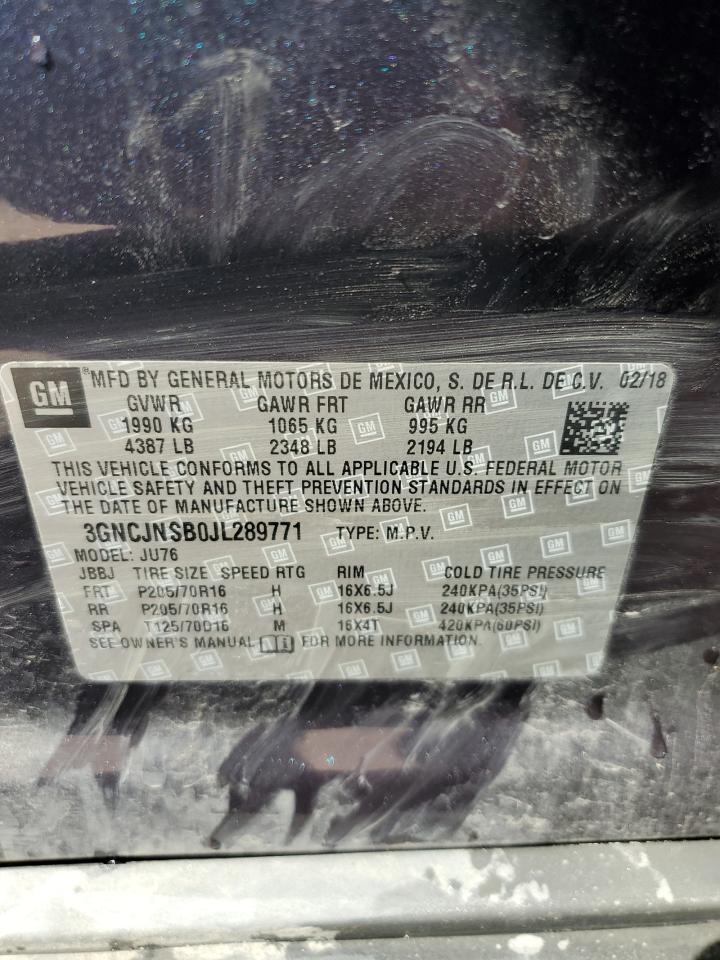 GM ®MFD BY GENERAL MOTORS DE MEXICO, S. DE R.L. DE C.V. 02/18
GVWR GAWR FRT GAWR RR
1990 KG 1065 KG 995 KG
4387 LB 2348 LB 2194 LB
THIS VEHICLE CONFORMS TO ALL APPLICABLE U.S. FEDERAL MOTOR
VEHICLE SAFETY AND THEFT PREVENTION STANDARDS IN EFFECT ON
THE DATE OF MANUFACTURE SHOWN ABOVE.
3GNCJNSB0JL289771 TYPE: M.P.V.
MODEL: JU76
JBBJ TIRE SIZE SPEED RTG RIM COLD TIRE PRESSURE
FRT P205/70R16 H 16X6.5J 240KPA(35PSI)
RR P205/70R16 H 16X6.5J 240KPA(35PSI)
SPA T125/70D16 M 16X4T 420KPA(60PSI)
SEE OWNER'S MANUAL FOR MORE INFORMATION.